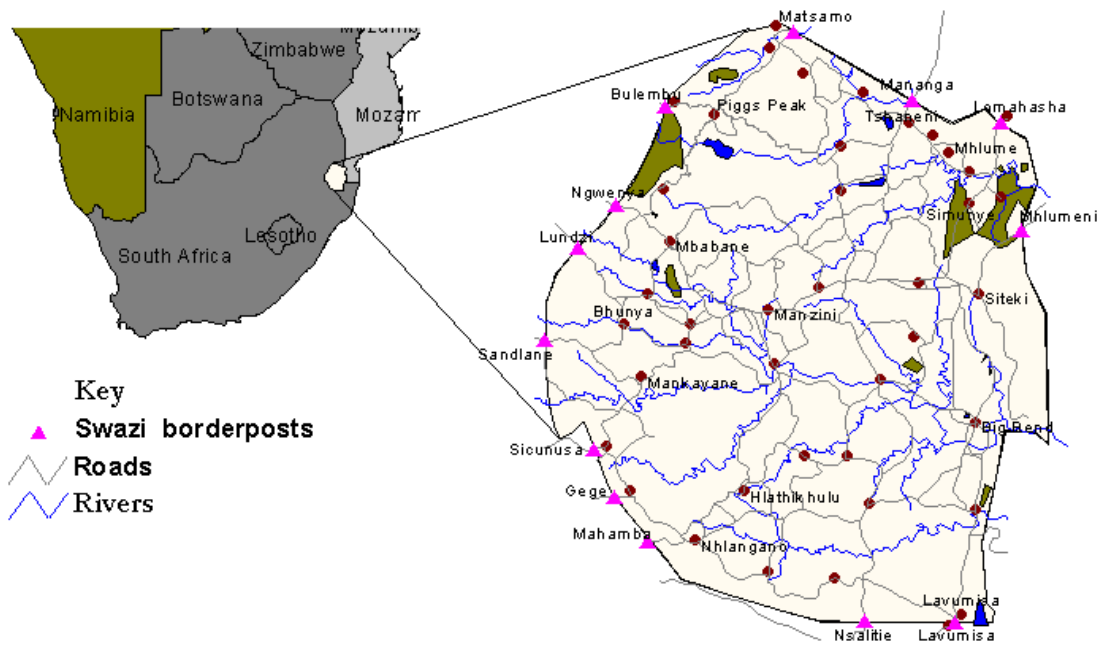 Mozamb
Zimbabwe
Botswana
Namibia
Mozam
Lesotho
South Africa
Key
Swazi borderposts
Roads
Rivers
Matsamo
Mananga
Bulembu
Piggs Peak
Tshaneni
Lomahasha
Mhlume
Ngwenya
Simunye
Mhlumeni
Lundzi
Mbabane
Siteki
Bhunya
Manzini
Sandlane
Mankayane
Big Bend
Sicunusa
Gege
Hlathikhulu
Mahamba
Nhlangano
Lavumisa
Nsalitie
Lavumisa